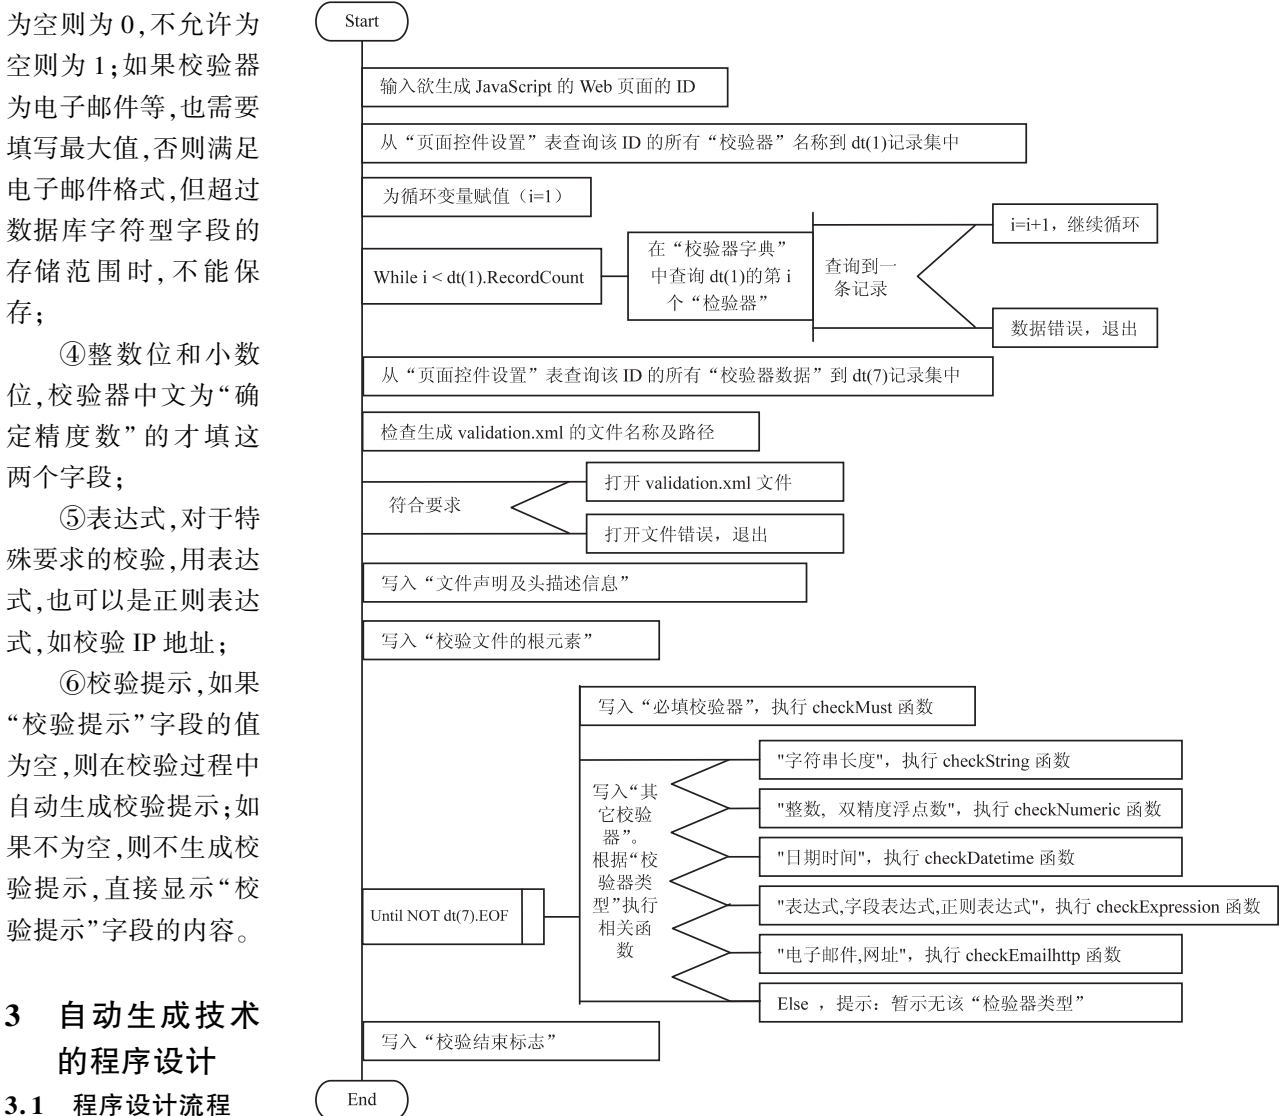 为空则为 0,不允许为
空则为 1;如果校验器
为电子邮件等,也需要
填写最大值,否则满足
电子邮件格式,但超过
数据库字符型字段的
存储范围时,不能保
存;
④整数位和小数
位,校验器中文为“确
定精度数”的才填这
两个字段;
⑤表达式,对于特
殊要求的校验,用表达
式,也可以是正则表达
式,如校验 IP 地址;
⑥校验提示,如果
“校验提示”字段的值
为空,则在校验过程中
自动生成校验提示;如
果不为空,则不生成校
验提示,直接显示“校
验提示”字段的内容。
3 自动生成技术
的程序设计
3.1 程序设计流程
Start
输入欲生成 JavaScript 的 Web 页面的 ID
从“页面控件设置”表查询该 ID 的所有“校验器”名称到 dt(1)记录集中
为循环变量赋值（i=1）
While i < dt(1).RecordCount
在“校验器字典”
中查询 dt(1)的第 i
个“检验器”
查询到一
条记录
i=i+1，继续循环
数据错误，退出
从“页面控件设置”表查询该 ID 的所有“校验器数据”到 dt(7)记录集中
检查生成 validation.xml 的文件名称及路径
符合要求
打开 validation.xml 文件
打开文件错误，退出
写入“文件声明及头描述信息”
写入“校验文件的根元素”
Until NOT dt(7).EOF
写入“必填校验器”，执行 checkMust 函数
写入“其
它校验
器”。
根据“校
验器类
型”执行
相关函
数
"字符串长度"，执行 checkString 函数
"整数，双精度浮点数"，执行 checkNumeric 函数
"日期时间"，执行 checkDatetime 函数
"表达式,字段表达式,正则表达式"，执行 checkExpression 函数
"电子邮件,网址"，执行 checkEmailhttp 函数
Else ，提示：暂示无该“检验器类型”
写入“校验结束标志”
End